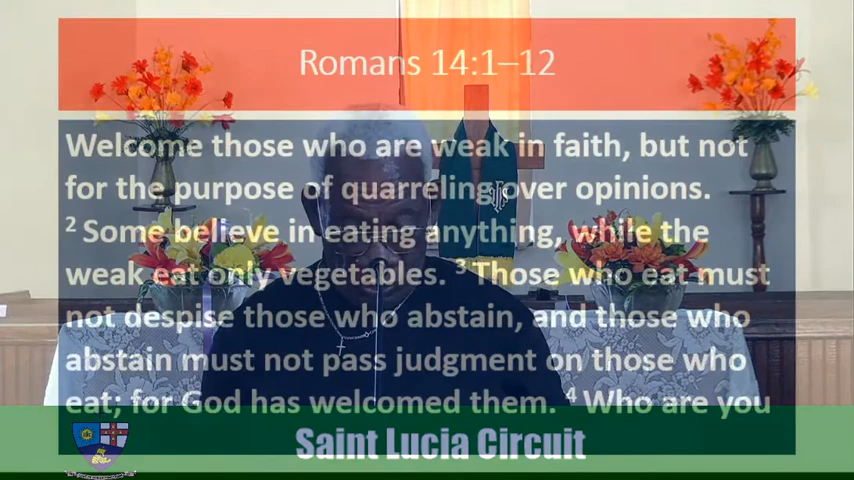 Romans 14:1–12
Welcome those who are weak in faith, but not
for the purpose of quarreling over opinions.
2 Some believe in eating anything, while the
weak eat only vegetables. 3 Those who eat must
not despise those who abstain, and those who
abstain must not pass judgment on those who
eat; for God has welcomed them. 4 Who are you
Saint Lucia Circuit